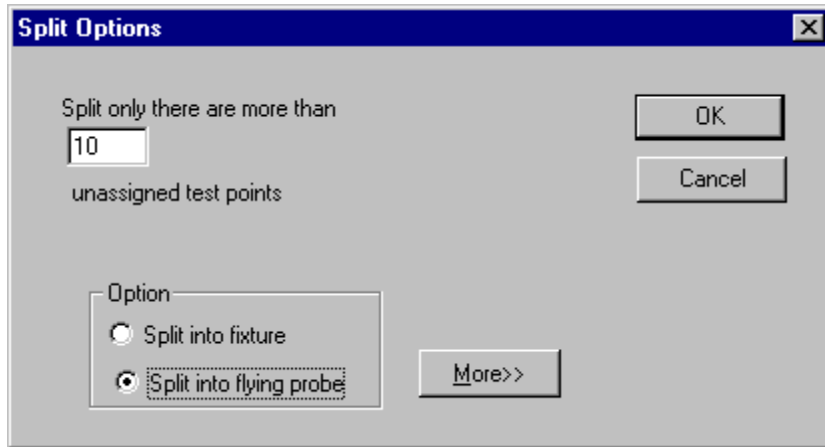 Split Options
Split only there are more than
10
unassigned test points
OK
Cancel
Option
Split into fixture
Split into flying probe
More>>